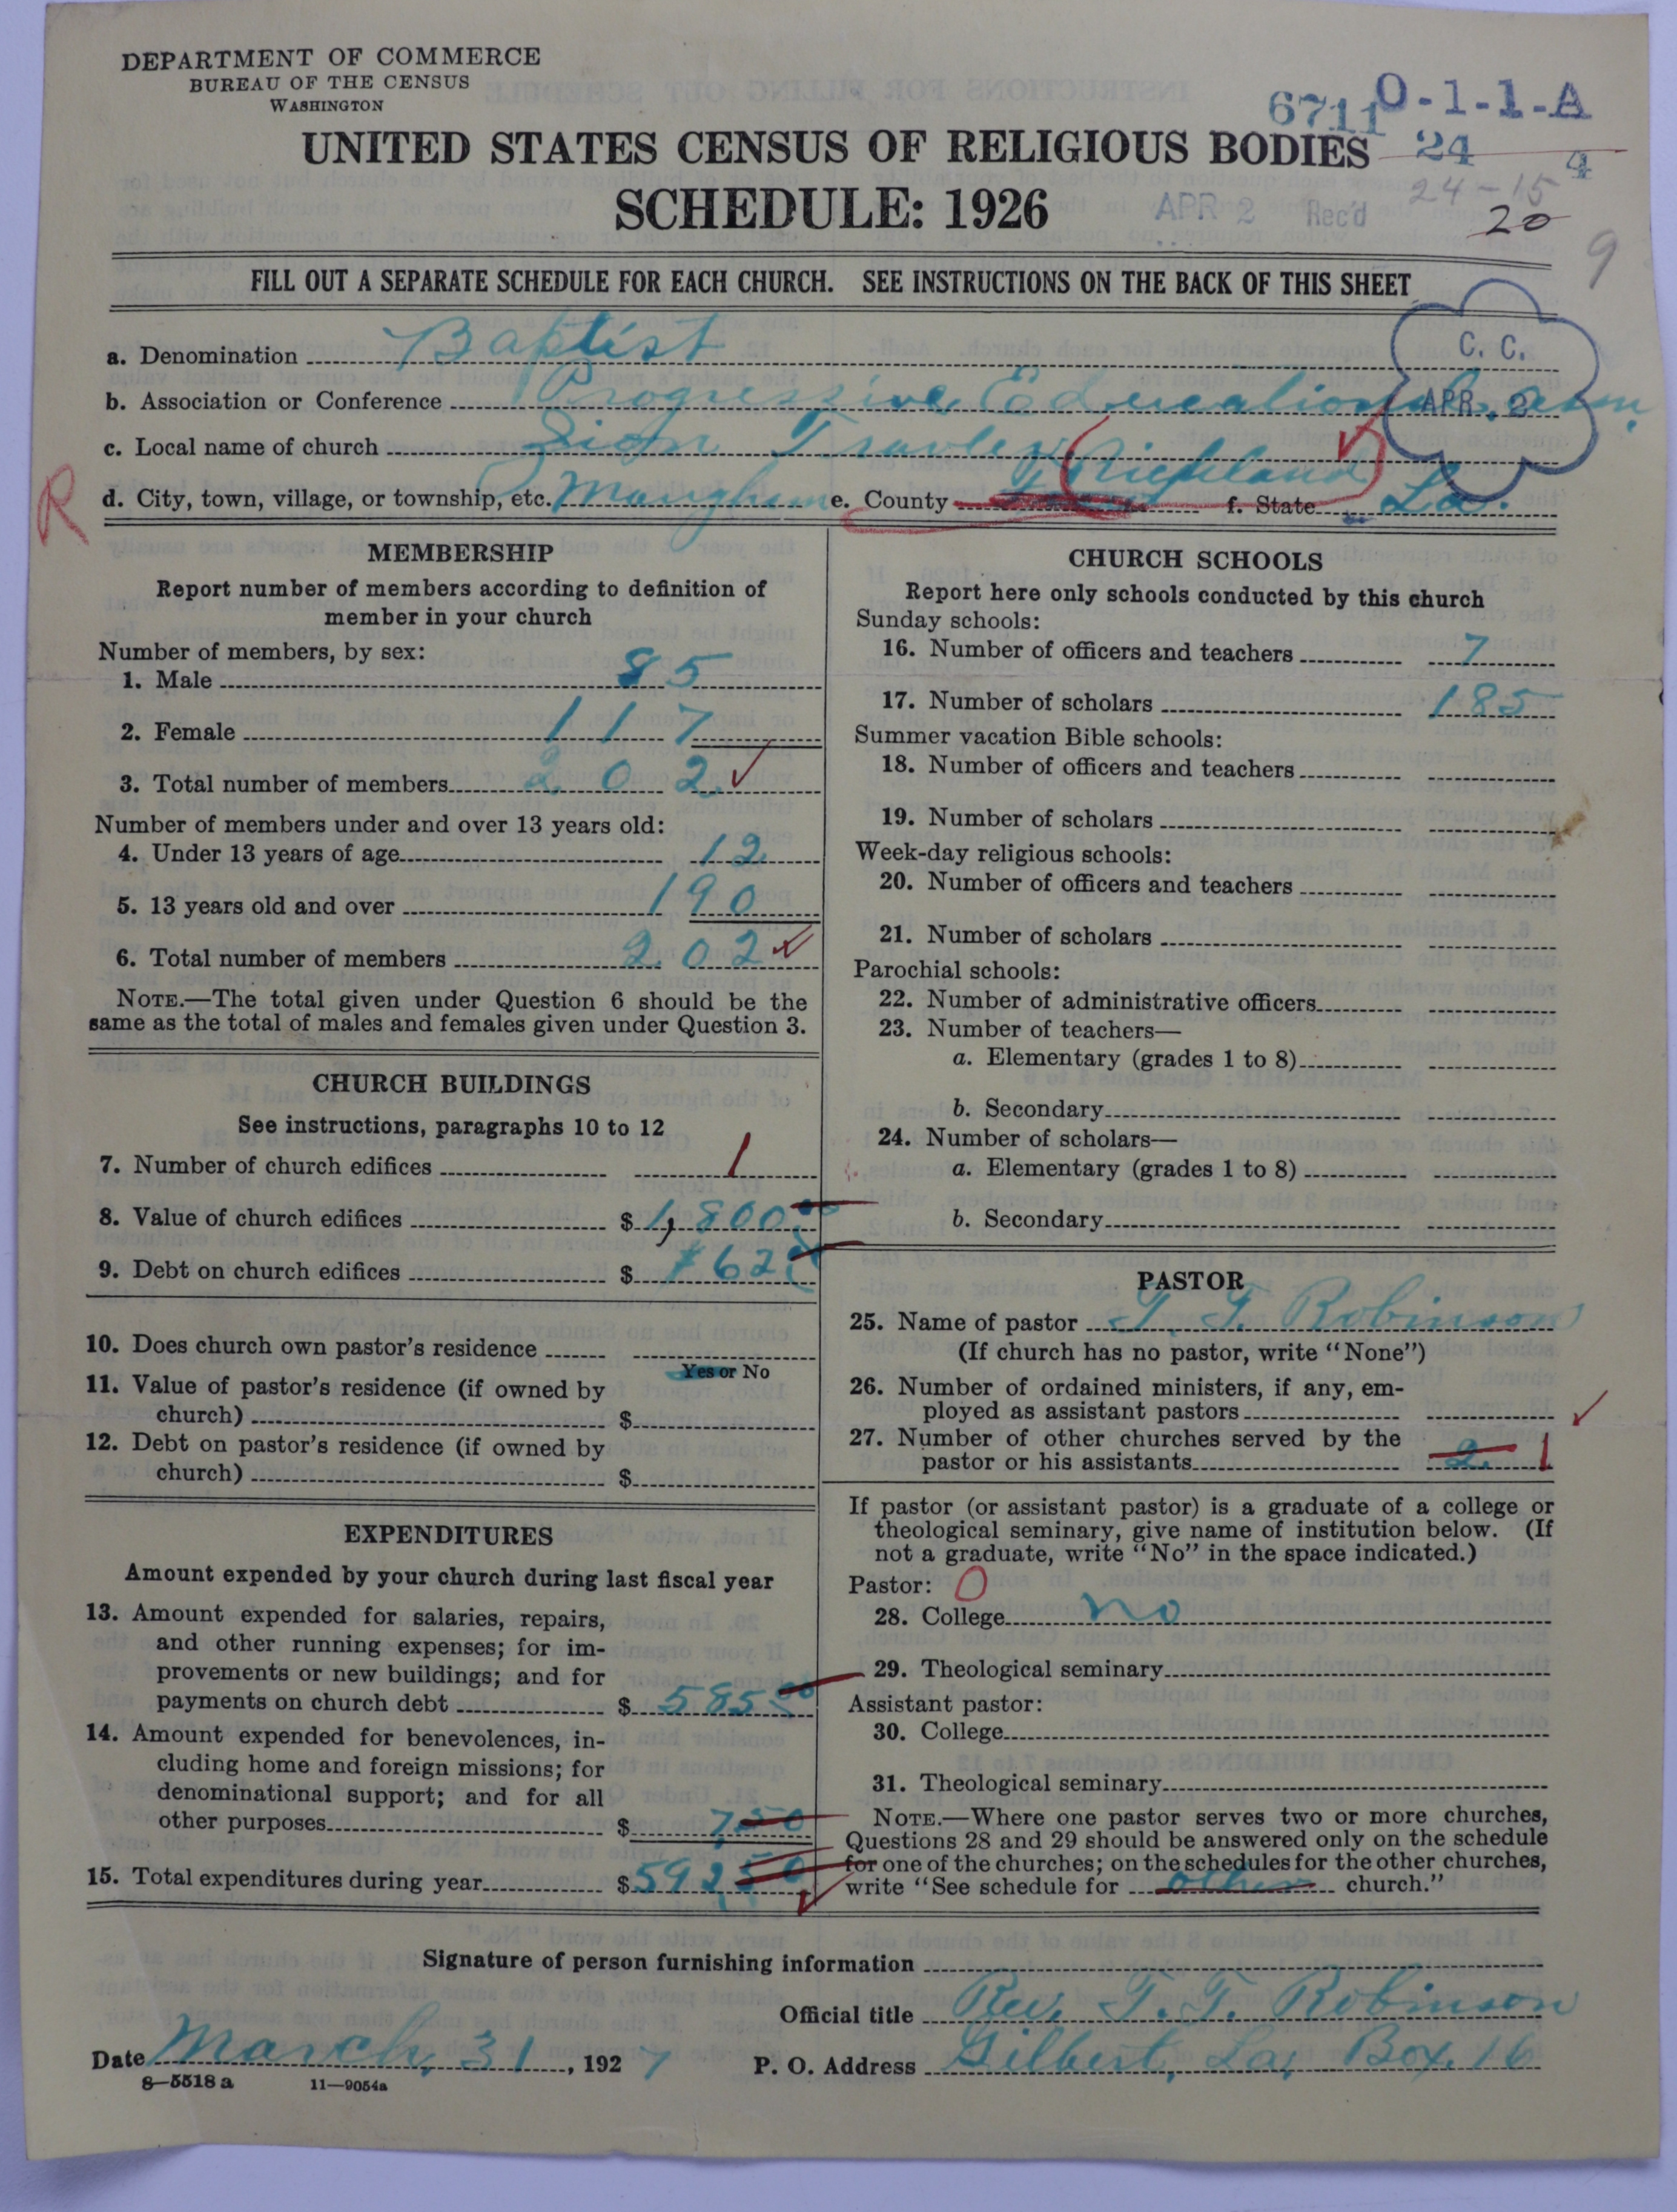 DEPARTMENT OF COMMERCE
BUREAU OF THE CENSUS
WASHINGTON
6711 0-1-1-A
UNITED STATES CENSUS OF RELIGIOUS BODIES 24 4
24-15
SCHEDULE: 1926 APR 2 Rec'd 20
9
FILL OUT A SEPARATE SCHEDULE FOR EACH CHURCH. SEE INSTRUCTIONS ON THE BACK OF THIS SHEET
C. C.
APR. 2
a. Denomination Baptist
b. Association or Conference Progressive Educational Assn.
c. Local name of church Zion Travler
R
d. City, town, village, or township, etc. Mangham e. County Richland f. State La.
MEMBERSHIP
Report number of members according to definition of
member in your church
Number of members, by sex:
1. Male 85
2. Female 117
3. Total number of members 202
Number of members under and over 13 years old:
4. Under 13 years of age 12
5. 13 years old and over 190
6. Total number of members 202
NOTE.—The total given under Question 6 should be the
same as the total of males and females given under Question 3.
CHURCH BUILDINGS
See instructions, paragraphs 10 to 12
7. Number of church edifices 1
8. Value of church edifices $ 1,800.00
9. Debt on church edifices $ 762
10. Does church own pastor's residence
Yes or No
11. Value of pastor's residence (if owned by
church) $
12. Debt on pastor's residence (if owned by
church) $
EXPENDITURES
Amount expended by your church during last fiscal year
13. Amount expended for salaries, repairs,
and other running expenses; for im-
provements or new buildings; and for
payments on church debt $ 585 00
14. Amount expended for benevolences, in-
cluding home and foreign missions; for
denominational support; and for all
other purposes $ 7.50
15. Total expenditures during year $ 592 50
CHURCH SCHOOLS
Report here only schools conducted by this church
Sunday schools:
16. Number of officers and teachers 7
17. Number of scholars 185
Summer vacation Bible schools:
18. Number of officers and teachers
19. Number of scholars
Week-day religious schools:
20. Number of officers and teachers
21. Number of scholars
Parochial schools:
22. Number of administrative officers
23. Number of teachers—
a. Elementary (grades 1 to 8)
b. Secondary
24. Number of scholars—
a. Elementary (grades 1 to 8)
b. Secondary
PASTOR
25. Name of pastor T. T. Robinson
(If church has no pastor, write "None")
26. Number of ordained ministers, if any, em-
ployed as assistant pastors
27. Number of other churches served by the
pastor or his assistants 2 1
If pastor (or assistant pastor) is a graduate of a college or
theological seminary, give name of institution below. (If
not a graduate, write "No" in the space indicated.)
Pastor: 0
28. College no
29. Theological seminary
Assistant pastor:
30. College
31. Theological seminary
NOTE.—Where one pastor serves two or more churches,
Questions 28 and 29 should be answered only on the schedule
for one of the churches; on the schedules for the other churches,
write "See schedule for other church."
Signature of person furnishing information
Official title Rev. T. T. Robinson
Date March, 31, 1927 P. O. Address Gilbert, La, Box. 16
8—5518 a 11—9054a